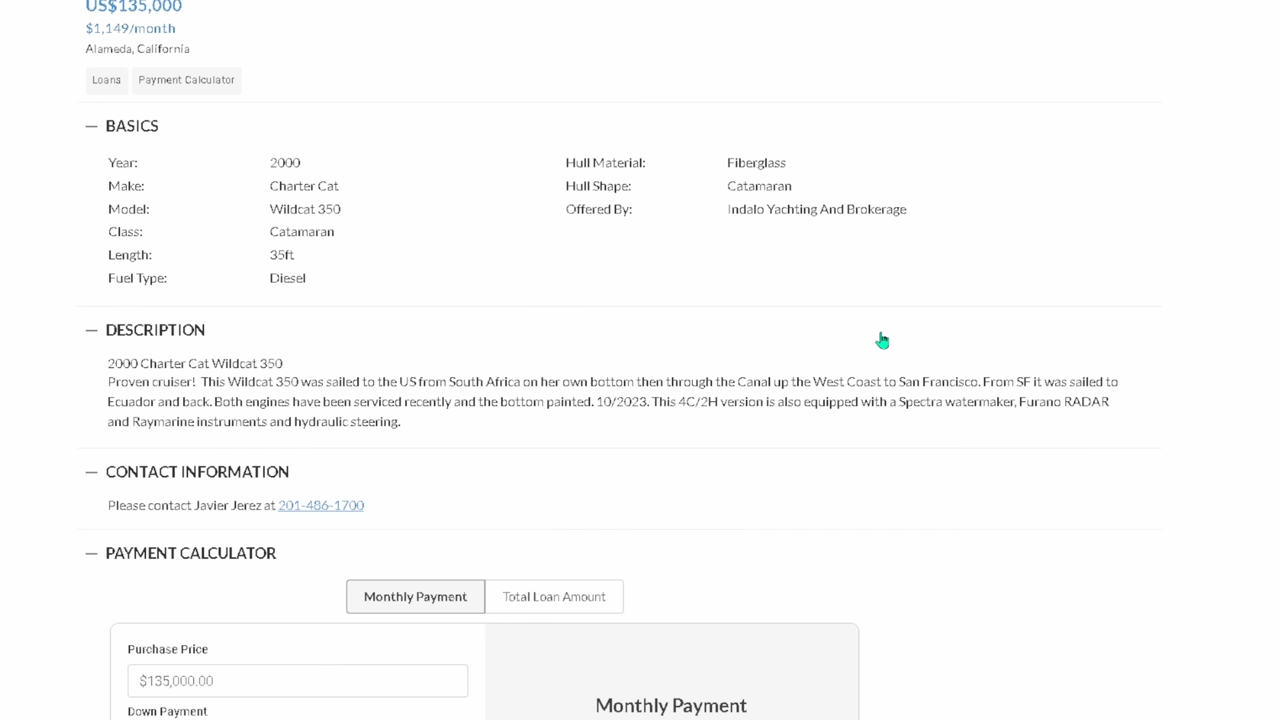 US$135,000
$1,149/month
Alameda, California
Loans Payment Calculator
— BASICS
Year: 2000 Hull Material: Fiberglass
Make: Charter Cat Hull Shape: Catamaran
Model: Wildcat 350 Offered By: Indalo Yachting And Brokerage
Class: Catamaran
Length: 35ft
Fuel Type: Diesel
— DESCRIPTION
2000 Charter Cat Wildcat 350
Proven cruiser! This Wildcat 350 was sailed to the US from South Africa on her own bottom then through the Canal up the West Coast to San Francisco. From SF it was sailed to
Ecuador and back. Both engines have been serviced recently and the bottom painted. 10/2023. This 4C/2H version is also equipped with a Spectra watermaker, Furano RADAR
and Raymarine instruments and hydraulic steering.
— CONTACT INFORMATION
Please contact Javier Jerez at 201-486-1700
— PAYMENT CALCULATOR
Monthly Payment Total Loan Amount
Purchase Price
$135,000.00
Monthly Payment
Down Payment